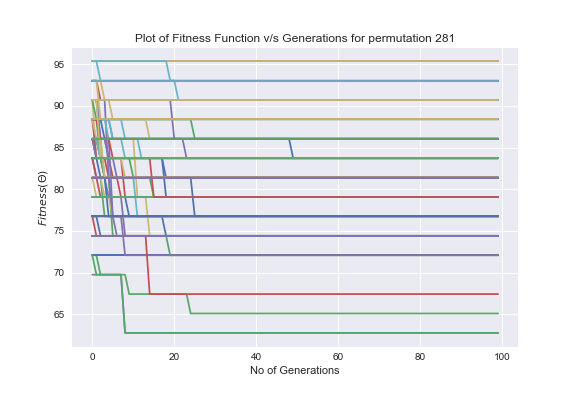 Plot of Fitness Function v/s Generations for permutation 281
95
90
85
80
75
70
65
Fitness(Θ)
0 20 40 60 80 100
No of Generations